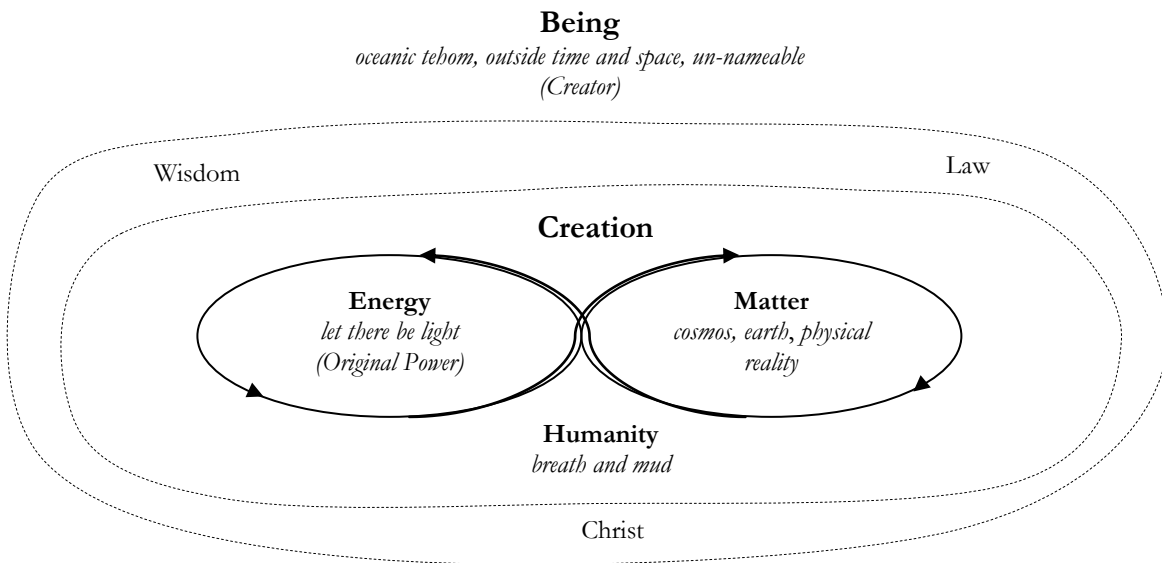 Being
oceanic tehom, outside time and space, un-nameable
(Creator)
Wisdom
Law
Creation
Energy
let there be light
(Original Power)
Matter
cosmos, earth, physical
reality
Humanity
breath and mud
Christ